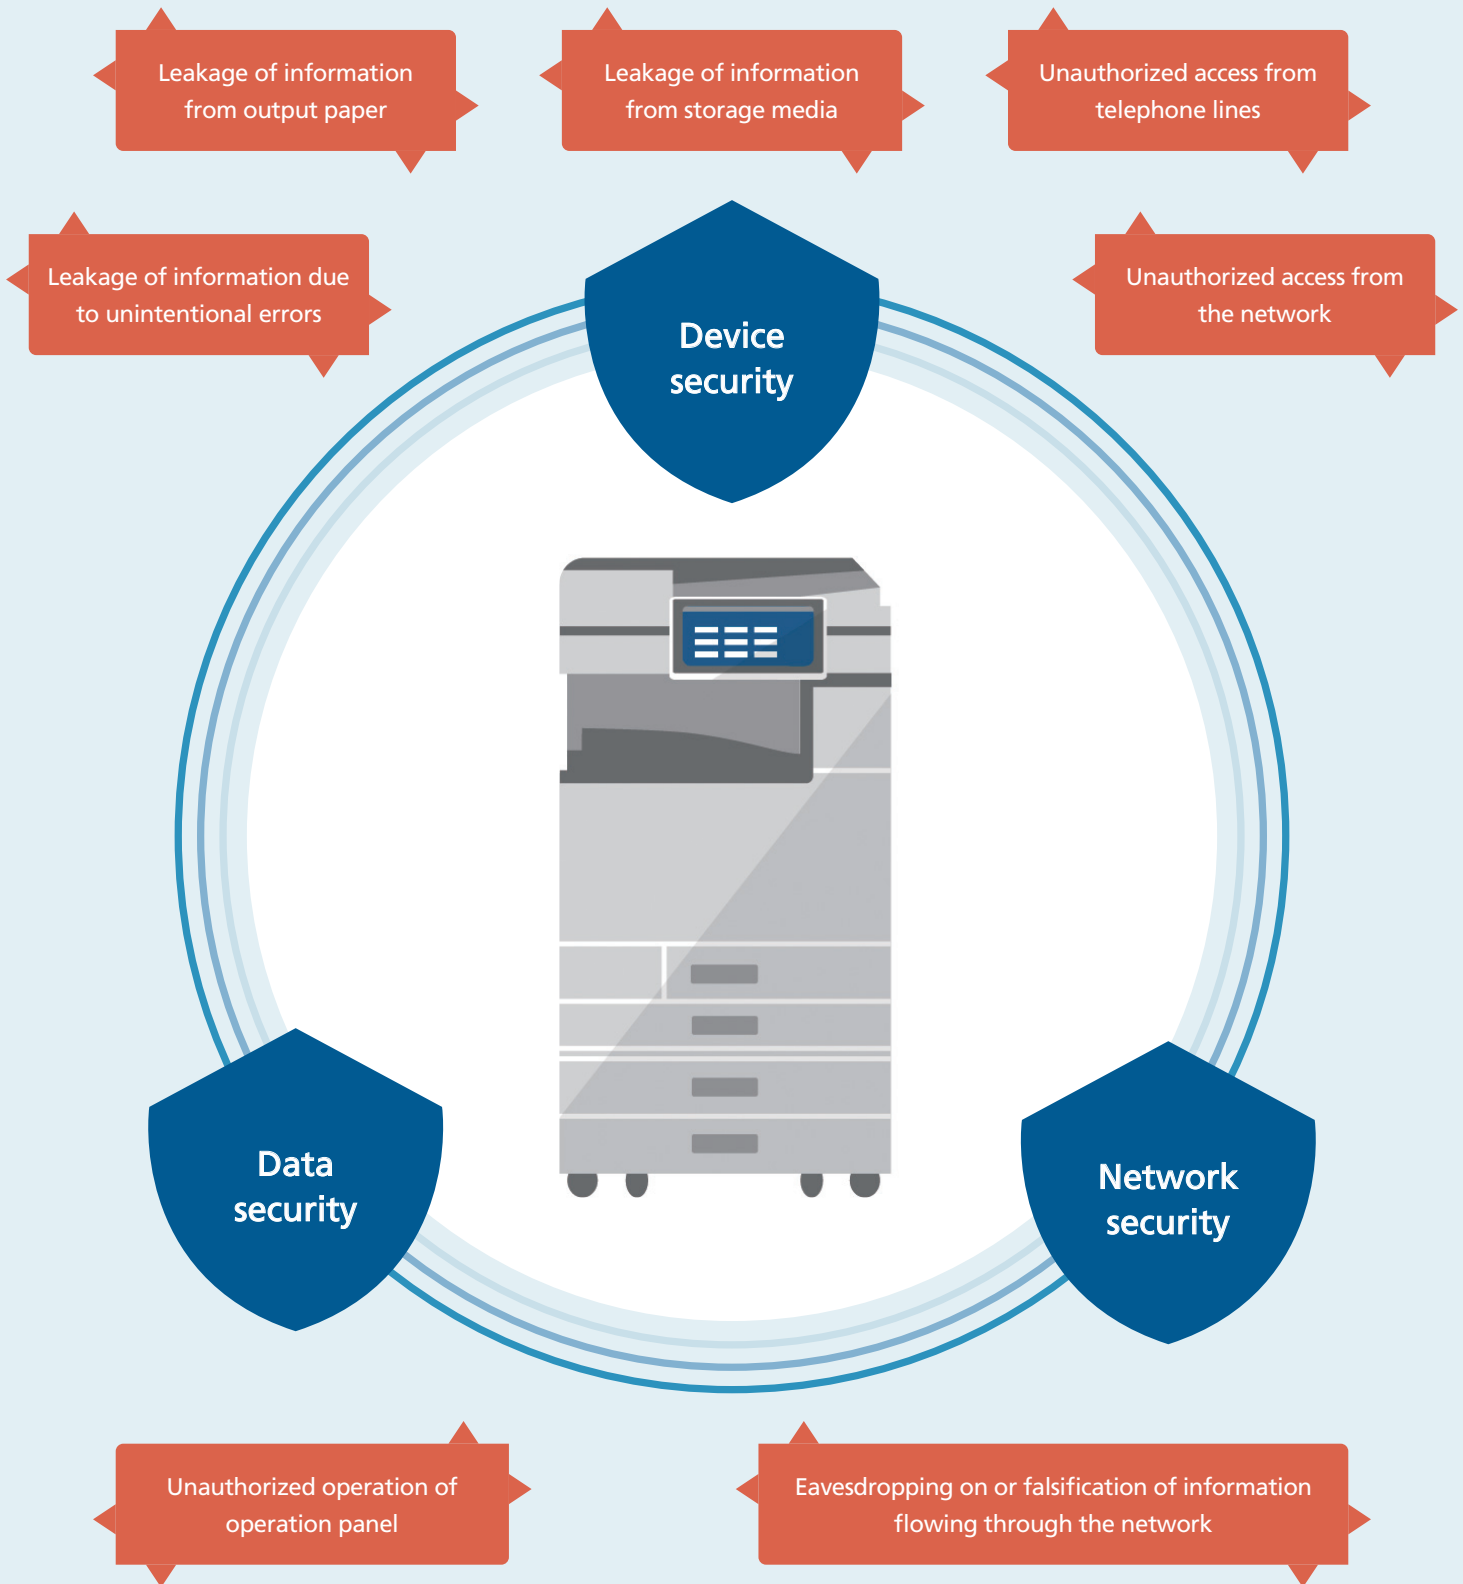 Leakage of information
from output paper
Leakage of information
from storage media
Unauthorized access from
telephone lines
Leakage of information due
to unintentional errors
Unauthorized access from
the network
Device
security
Data
security
Network
security
Unauthorized operation of
operation panel
Eavesdropping on or falsification of information
flowing through the network